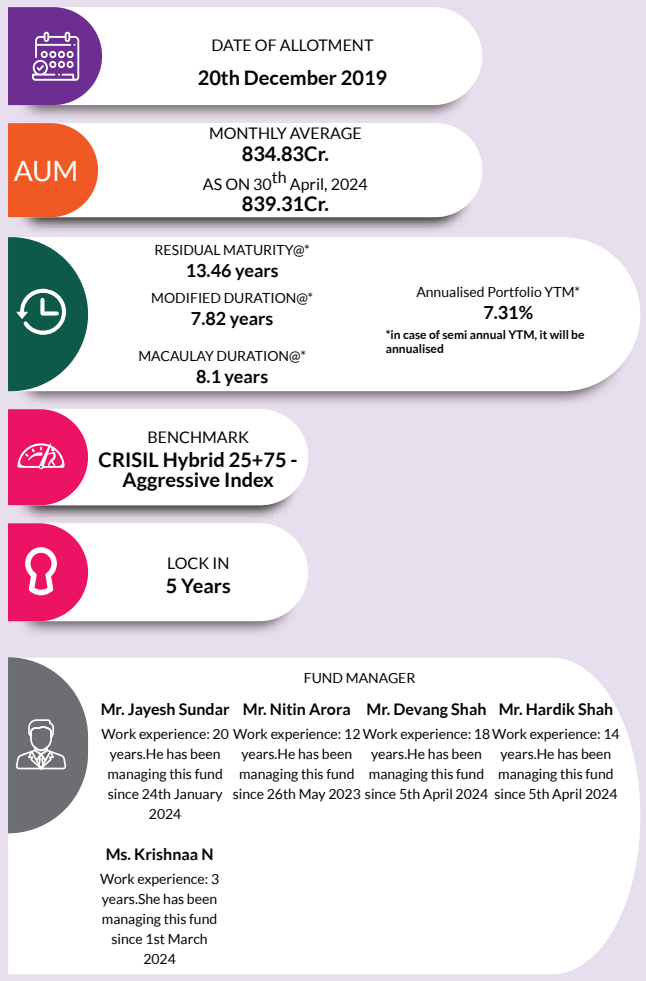 DATE OF ALLOTMENT
20th December 2019
AUM
MONTHLY AVERAGE
834.83Cr.
AS ON 30th April, 2024
839.31Cr.
RESIDUAL MATURITY@*
13.46 years
MODIFIED DURATION@*
7.82 years
MACAULAY DURATION@*
8.1 years
Annualised Portfolio YTM*
7.31%
*in case of semi annual YTM, it will be
annualised
BENCHMARK
CRISIL Hybrid 25+75 -
Aggressive Index
LOCK IN
5 Years
FUND MANAGER
Mr. Jayesh Sundar
Work experience: 20
years.He has been
managing this fund
since 24th January
2024
Mr. Nitin Arora
Work experience: 12
years.He has been
managing this fund
since 26th May 2023
Mr. Devang Shah
Work experience: 18
years.He has been
managing this fund
since 5th April 2024
Mr. Hardik Shah
Work experience: 14
years.He has been
managing this fund
since 5th April 2024
Ms. Krishnaa N
Work experience: 3
years.She has been
managing this fund
since 1st March
2024